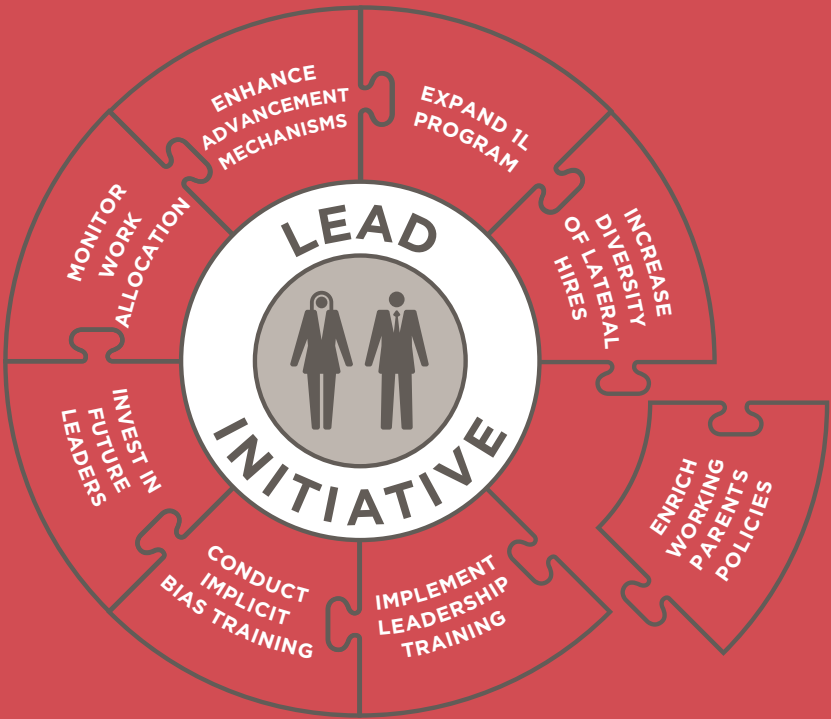 LEAD
INITIATIVE
ENHANCE
ADVANCEMENT
MECHANISMS
EXPAND 1L
PROGRAM
INCREASE
DIVERSITY
OF LATERAL
HIRES
ENRICH
WORKING
PARENTS
POLICIES
IMPLEMENT
LEADERSHIP
TRAINING
CONDUCT
IMPLICIT
BIAS TRAINING
INVEST IN
FUTURE
LEADERS
MONITOR
WORK
ALLOCATION